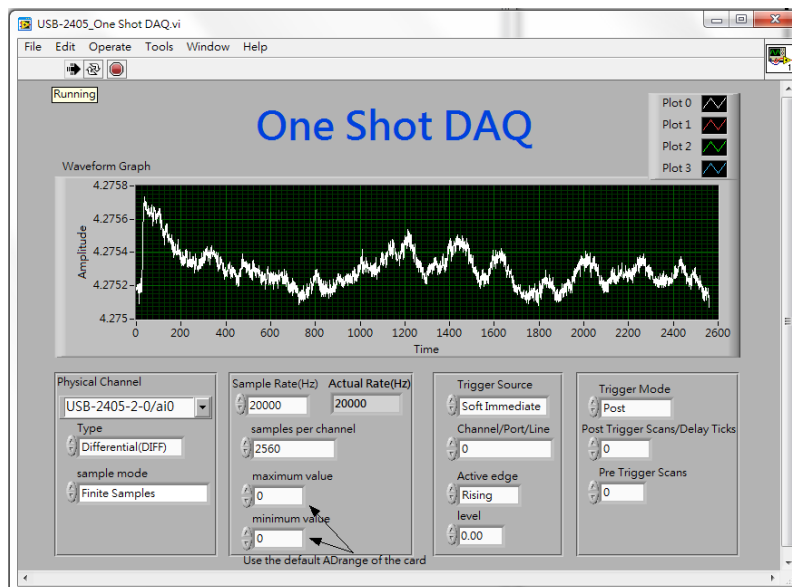 USB-2405_One Shot DAQ.vi
File Edit Operate Tools Window Help
1
Running
One Shot DAQ
Plot 0
Plot 1
Plot 2
Plot 3
Waveform Graph
Amplitude
4.2758
4.2756
4.2754
4.2752
4.275
0 200 400 600 800 1000 1200 1400 1600 1800 2000 2200 2400 2600
Time
Physical Channel
USB-2405-2-0/ai0
Type
Differential(DIFF)
sample mode
Finite Samples
Sample Rate(Hz) Actual Rate(Hz)
20000 20000
samples per channel
2560
maximum value
0
minimum value
0
Use the default ADrange of the card
Trigger Source
Soft Immediate
Channel/Port/Line
0
Active edge
Rising
level
0.00
Trigger Mode
Post
Post Trigger Scans/Delay Ticks
0
Pre Trigger Scans
0